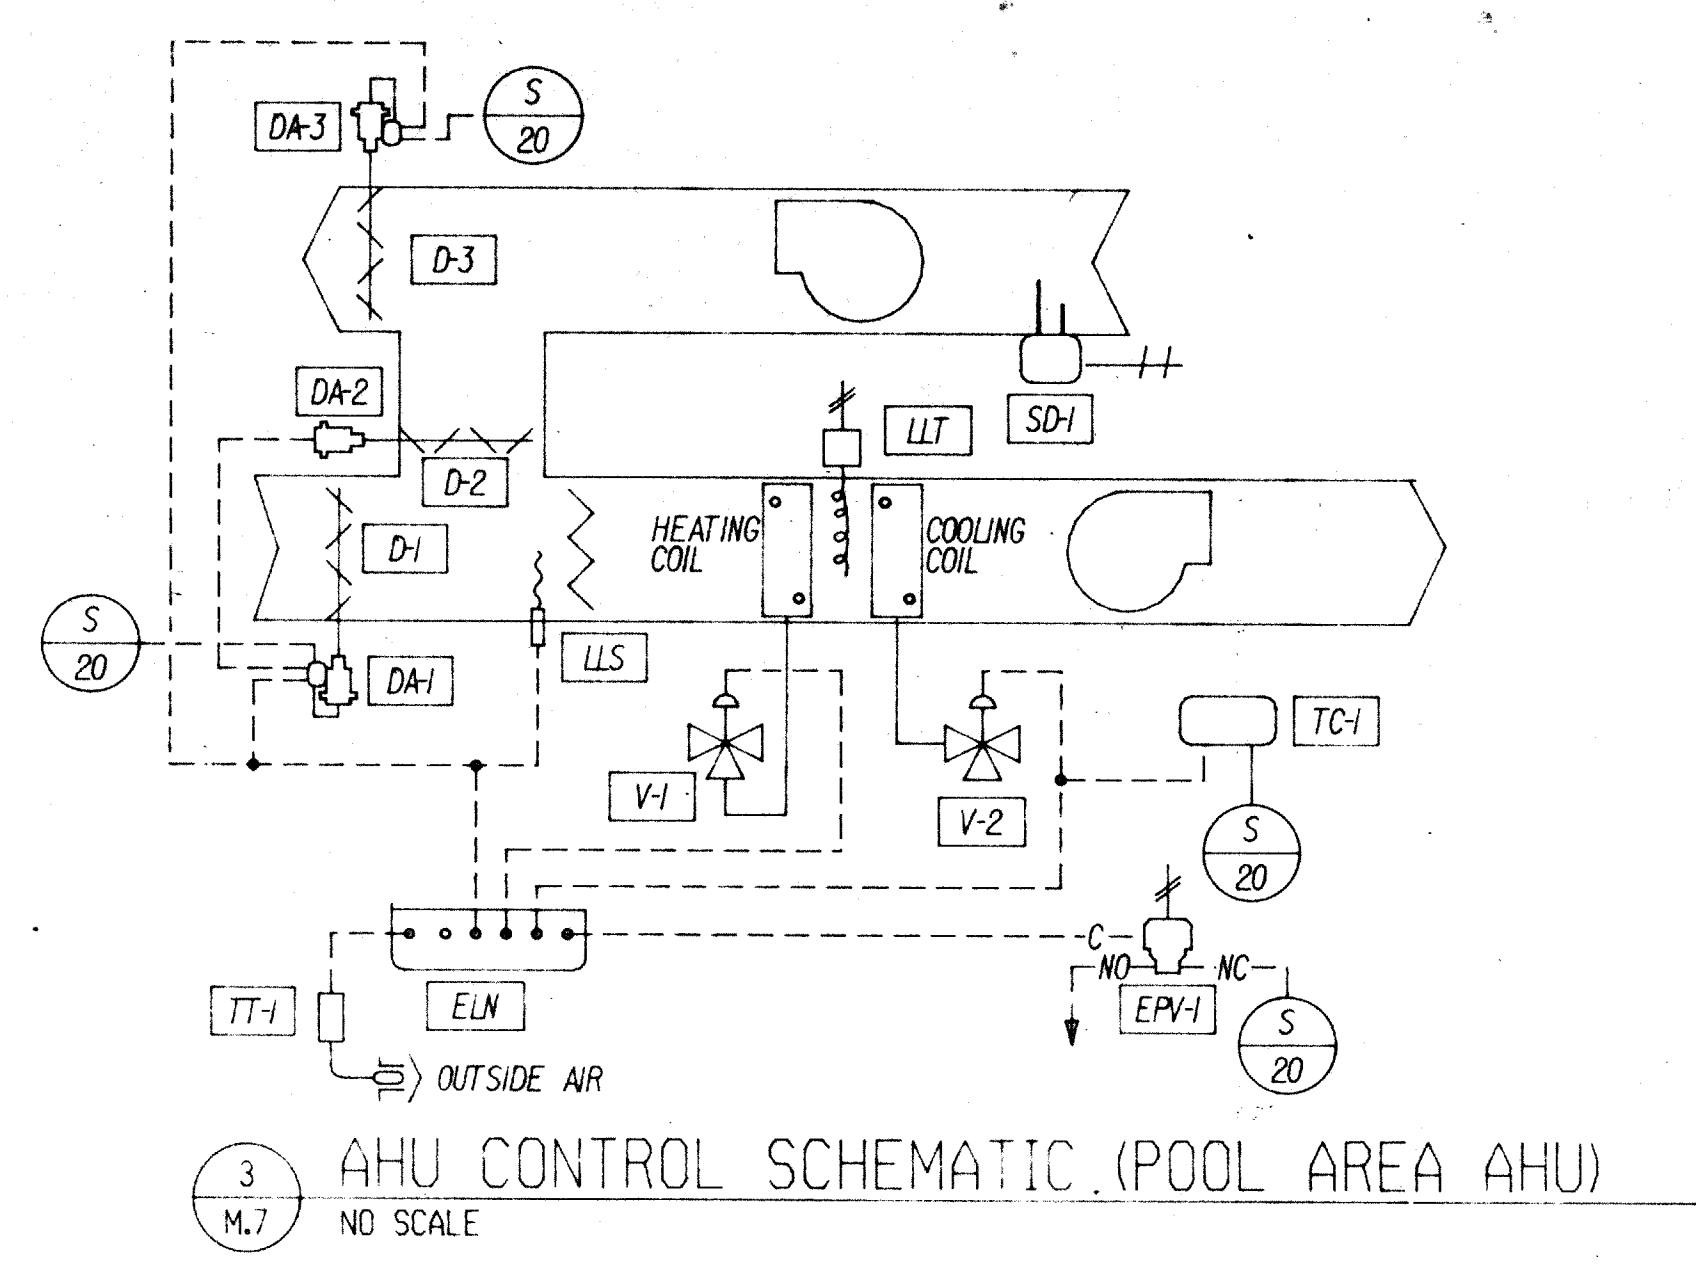 S
20
DA-3
D-3
DA-2
SD-1
LLT
D-2
HEATING
COIL
COOLING
COIL
D-1
S
20
LLS
DA-1
TC-1
V-1
V-2
S
20
C
NO
NC
TT-1
ELN
EPV-1
S
20
OUTSIDE AIR
3
M.7
AHU CONTROL SCHEMATIC (POOL AREA AHU)
NO SCALE